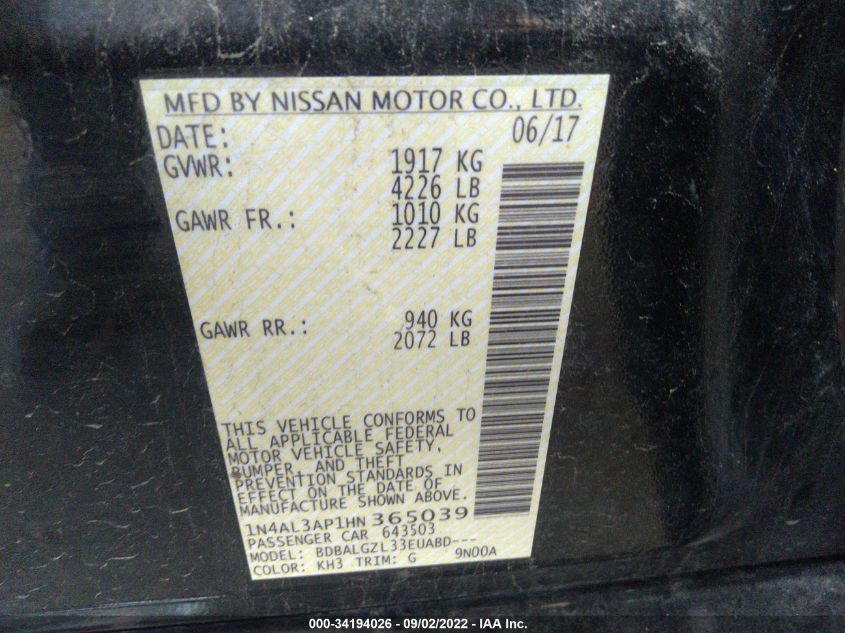 MFD BY NISSAN MOTOR CO., LTD.
DATE: 06/17
GVWR: 1917 KG
4226 LB
GAWR FR.: 1010 KG
2227 LB
GAWR RR.: 940 KG
2072 LB
THIS VEHICLE CONFORMS TO
ALL APPLICABLE FEDERAL
MOTOR VEHICLE SAFETY,
BUMPER, AND THEFT
PREVENTION STANDARDS IN
EFFECT ON THE DATE OF
MANUFACTURE SHOWN ABOVE.
1N4AL3AP1HN 365039
PASSENGER CAR 643503
MODEL: BDBALGZL33EUABD---
COLOR: KH3 TRIM: G 9N00A
000-34194026 - 09/02/2022 - IAA Inc.